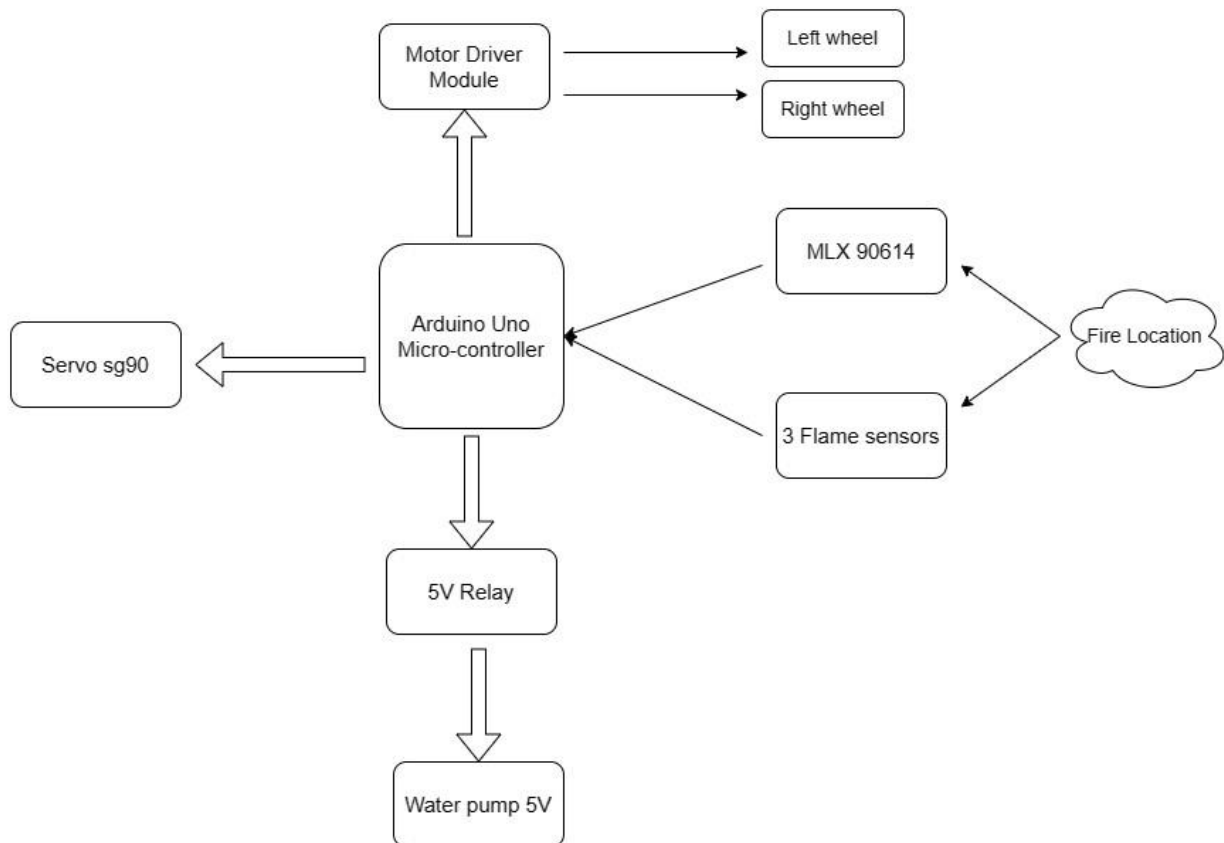 Motor Driver
Module
Left wheel
Right wheel
MLX 90614
Arduino Uno
Micro-controller
Fire Location
Servo sg90
3 Flame sensors
5V Relay
Water pump 5V